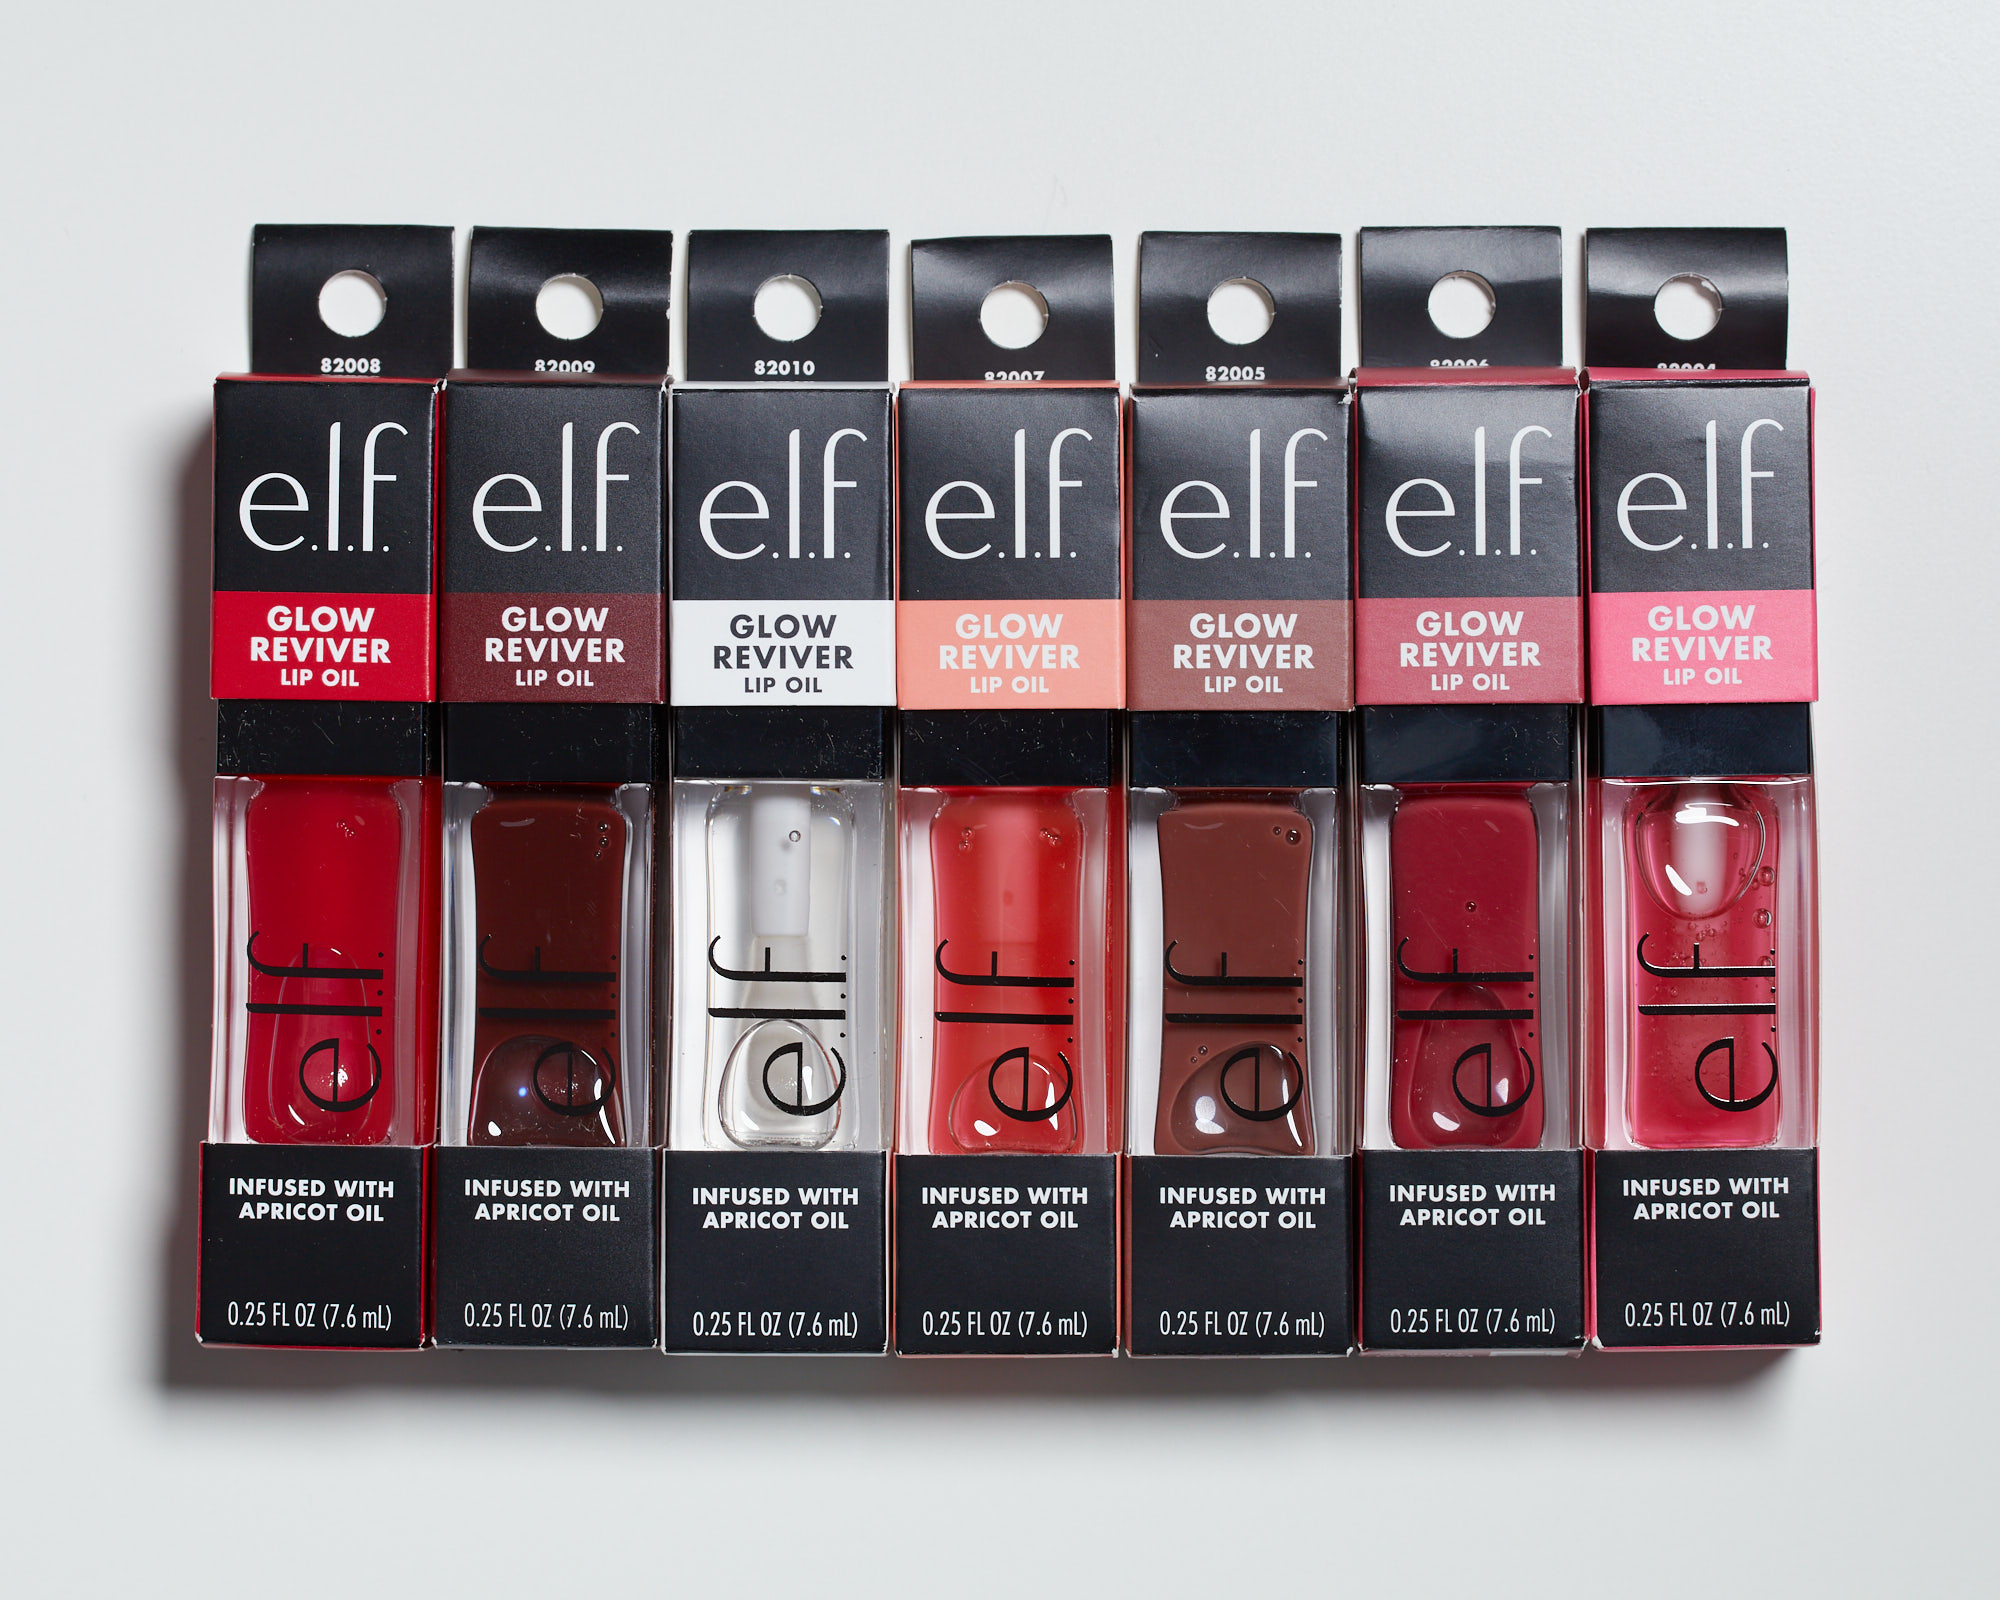 82008
e.l.f.
GLOW
REVIVER
LIP OIL
e.l.f.
INFUSED WITH
APRICOT OIL
0.25 FL OZ (7.6 mL)
82009
e.l.f.
GLOW
REVIVER
LIP OIL
e.l.f.
INFUSED WITH
APRICOT OIL
0.25 FL OZ (7.6 mL)
82010
e.l.f.
GLOW
REVIVER
LIP OIL
e.l.f.
INFUSED WITH
APRICOT OIL
0.25 FL OZ (7.6 mL)
82007
e.l.f.
GLOW
REVIVER
LIP OIL
e.l.f.
INFUSED WITH
APRICOT OIL
0.25 FL OZ (7.6 mL)
82005
e.l.f.
GLOW
REVIVER
LIP OIL
e.l.f.
INFUSED WITH
APRICOT OIL
0.25 FL OZ (7.6 mL)
82006
e.l.f.
GLOW
REVIVER
LIP OIL
e.l.f.
INFUSED WITH
APRICOT OIL
0.25 FL OZ (7.6 mL)
82004
e.l.f.
GLOW
REVIVER
LIP OIL
e.l.f.
INFUSED WITH
APRICOT OIL
0.25 FL OZ (7.6 mL)